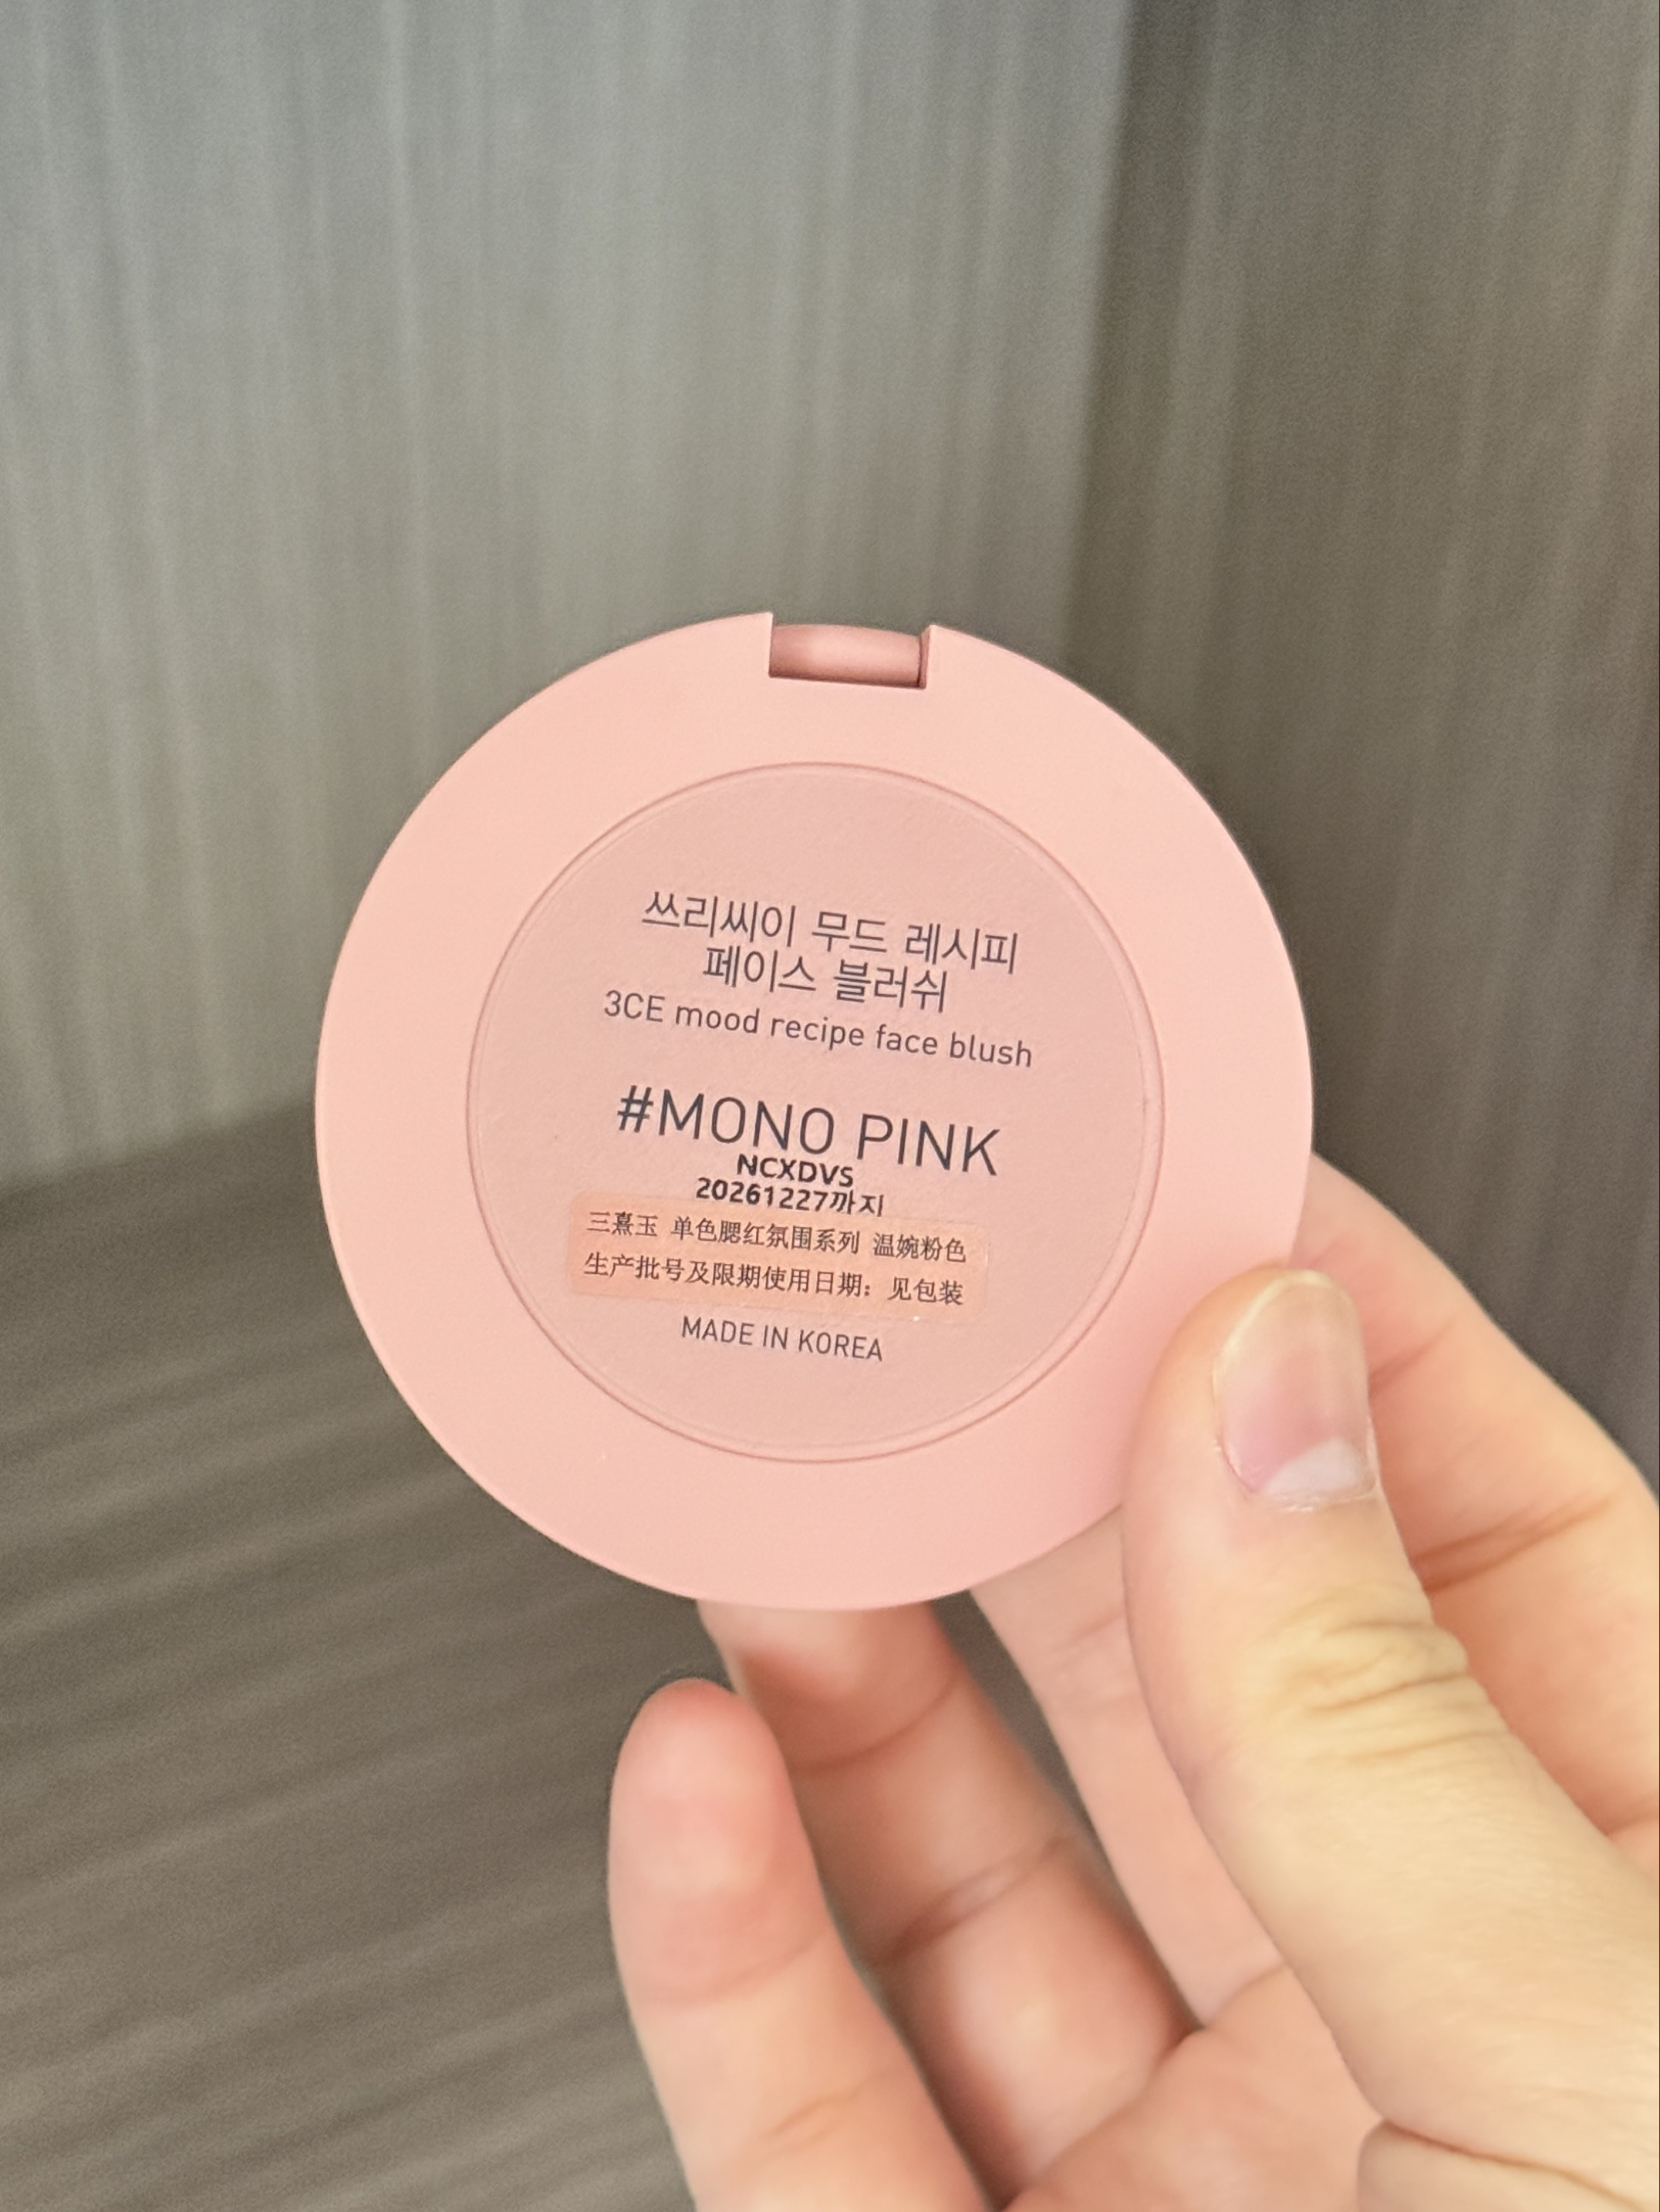 쓰리씨이 무드 레시피
페이스 블러쉬
3CE mood recipe face blush
#MONO PINK
NCXDVS
20261227까지
三熹玉 单色腮红氛围系列 温婉粉色
生产批号及限期使用日期：见包装
MADE IN KOREA